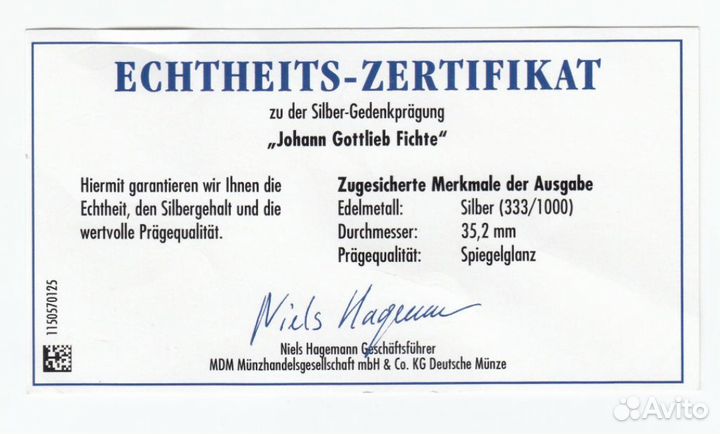 ECHTHEITS-ZERTIFIKAT
zu der Silber-Gedenkprägung
„Johann Gottlieb Fichte“
Hiermit garantieren wir Ihnen die
Echtheit, den Silbergehalt und die
wertvolle Prägequalität.
Zugesicherte Merkmale der Ausgabe
Edelmetall: Silber (333/1000)
Durchmesser: 35,2 mm
Prägequalität: Spiegelglanz
1150570125
Niels Hagemann
Niels Hagemann Geschäftsführer
MDM Münzhandelsgesellschaft mbH & Co. KG Deutsche Münze
Avito